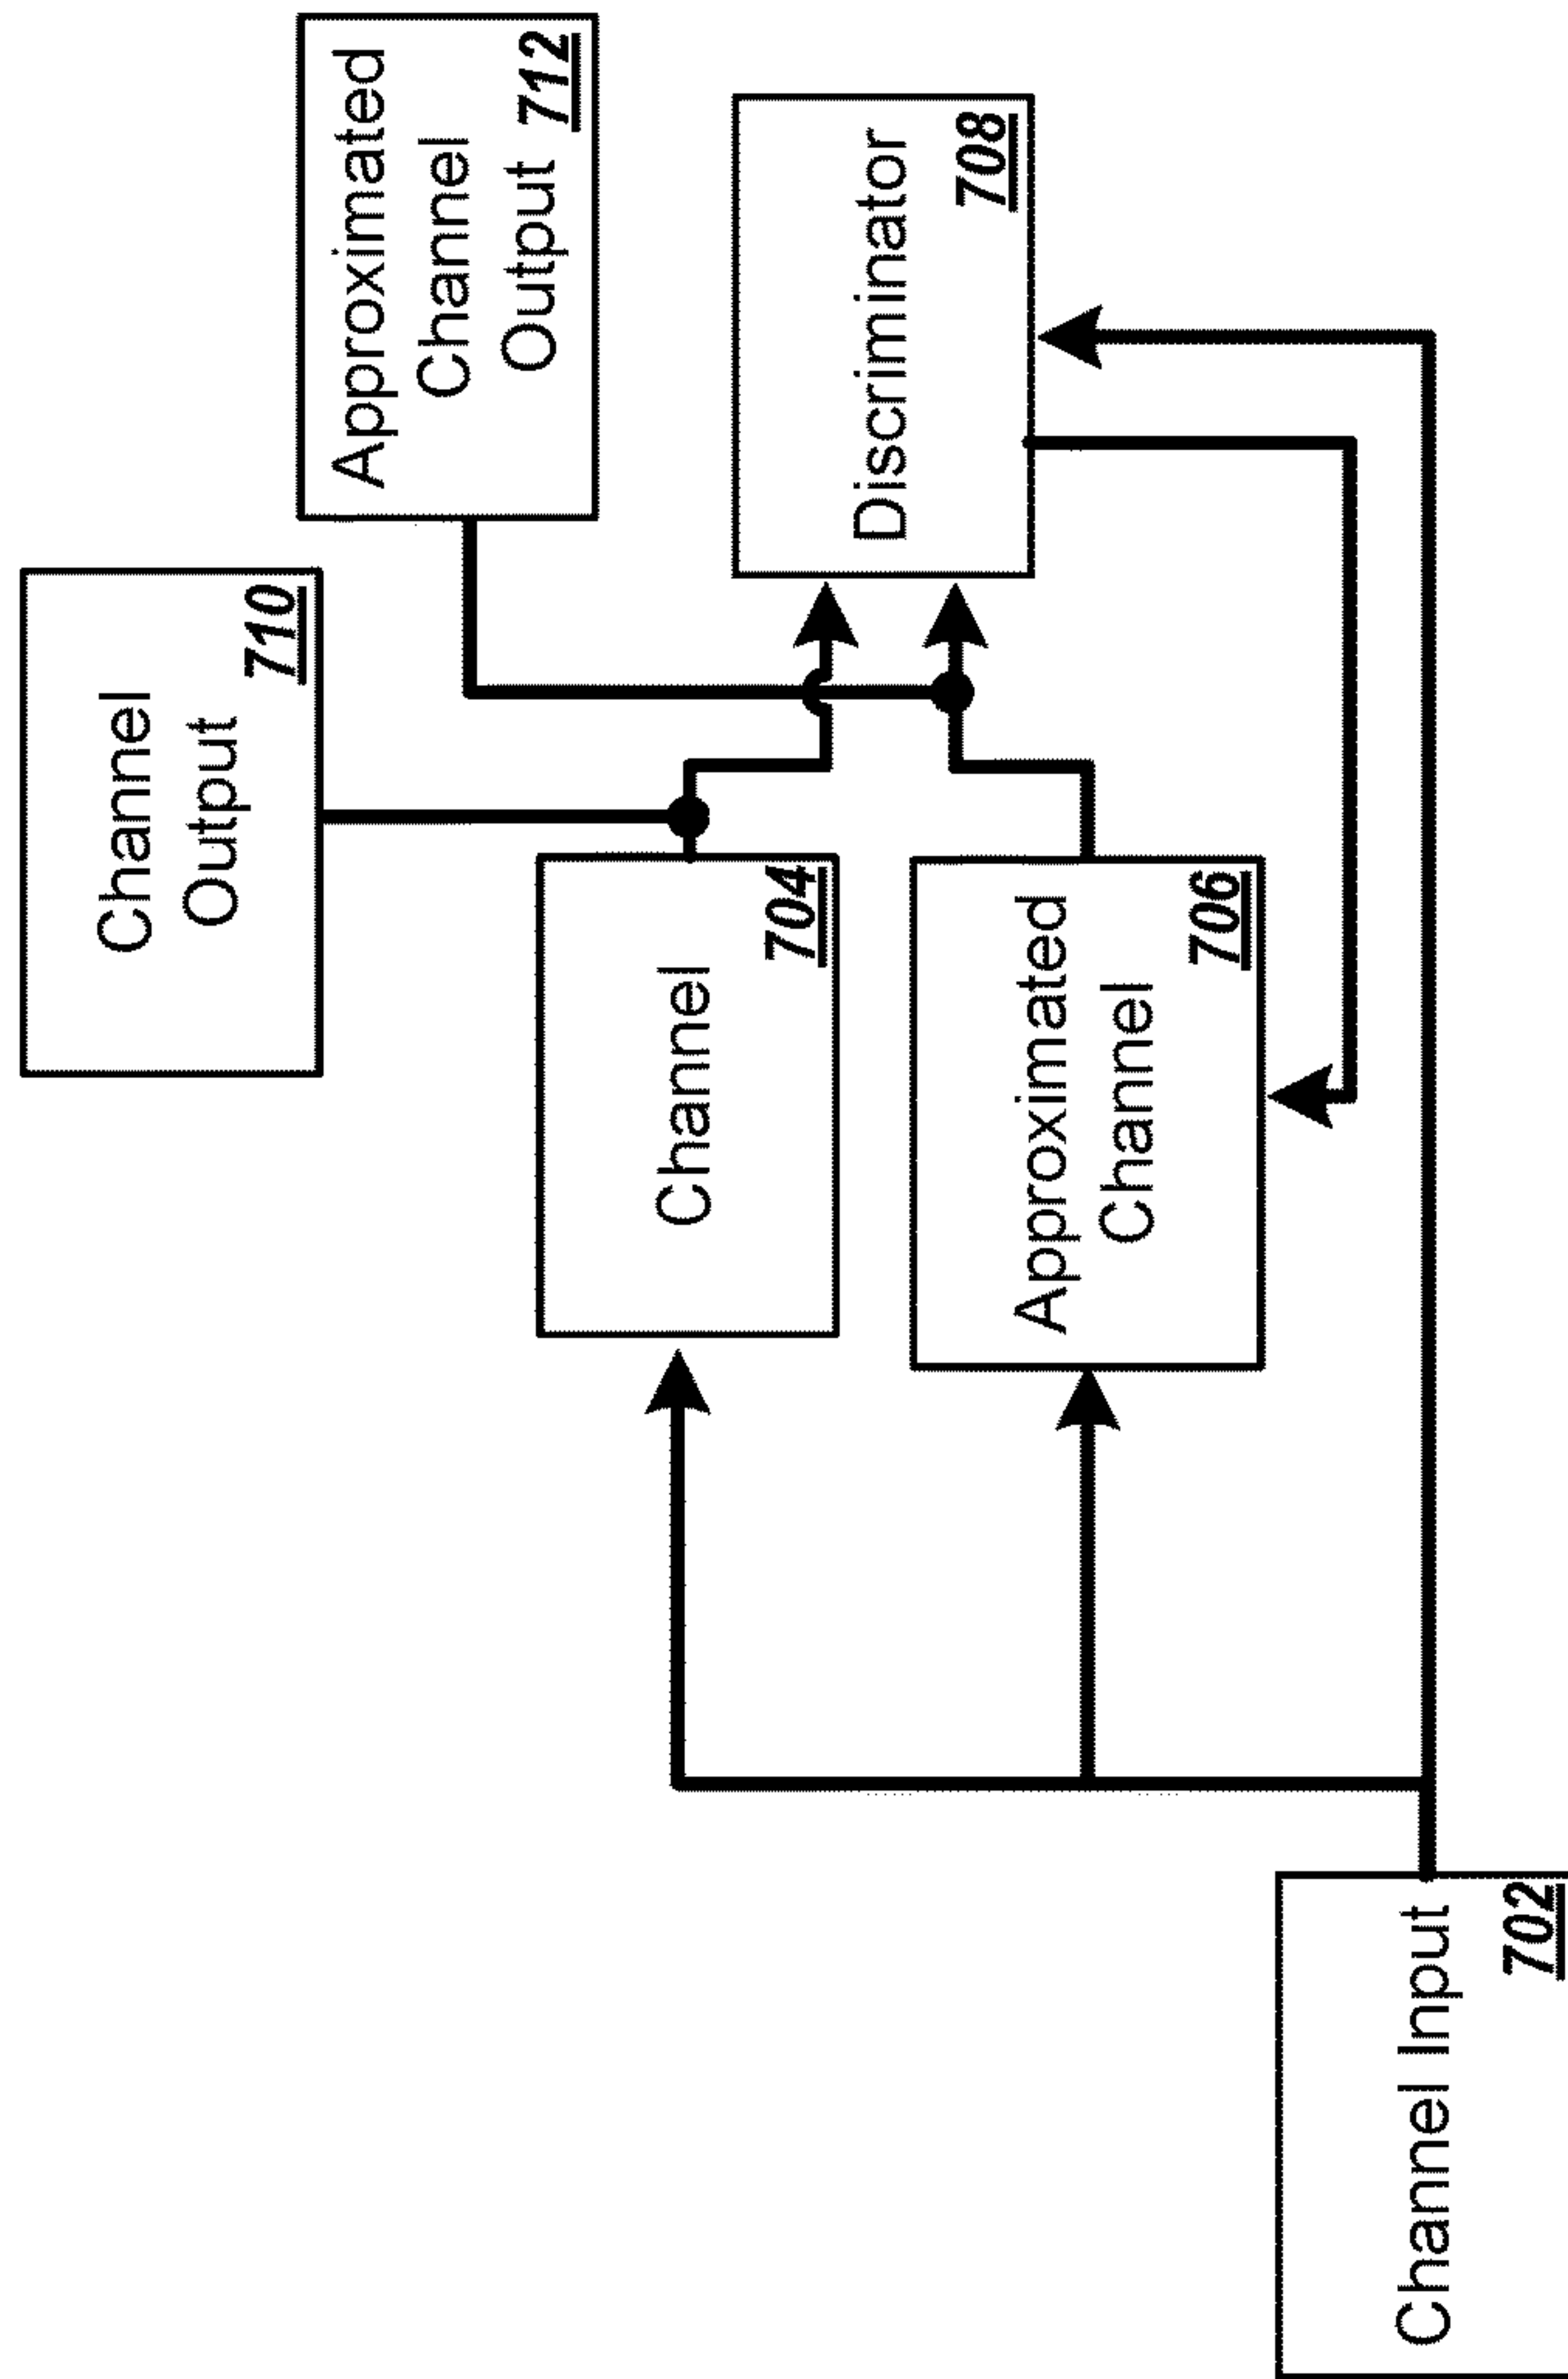 Channel
Output
710
Approximated
Channel
Output 712
Channel
704
Discriminator
708
Approximated
Channel
706
Channel Input
702